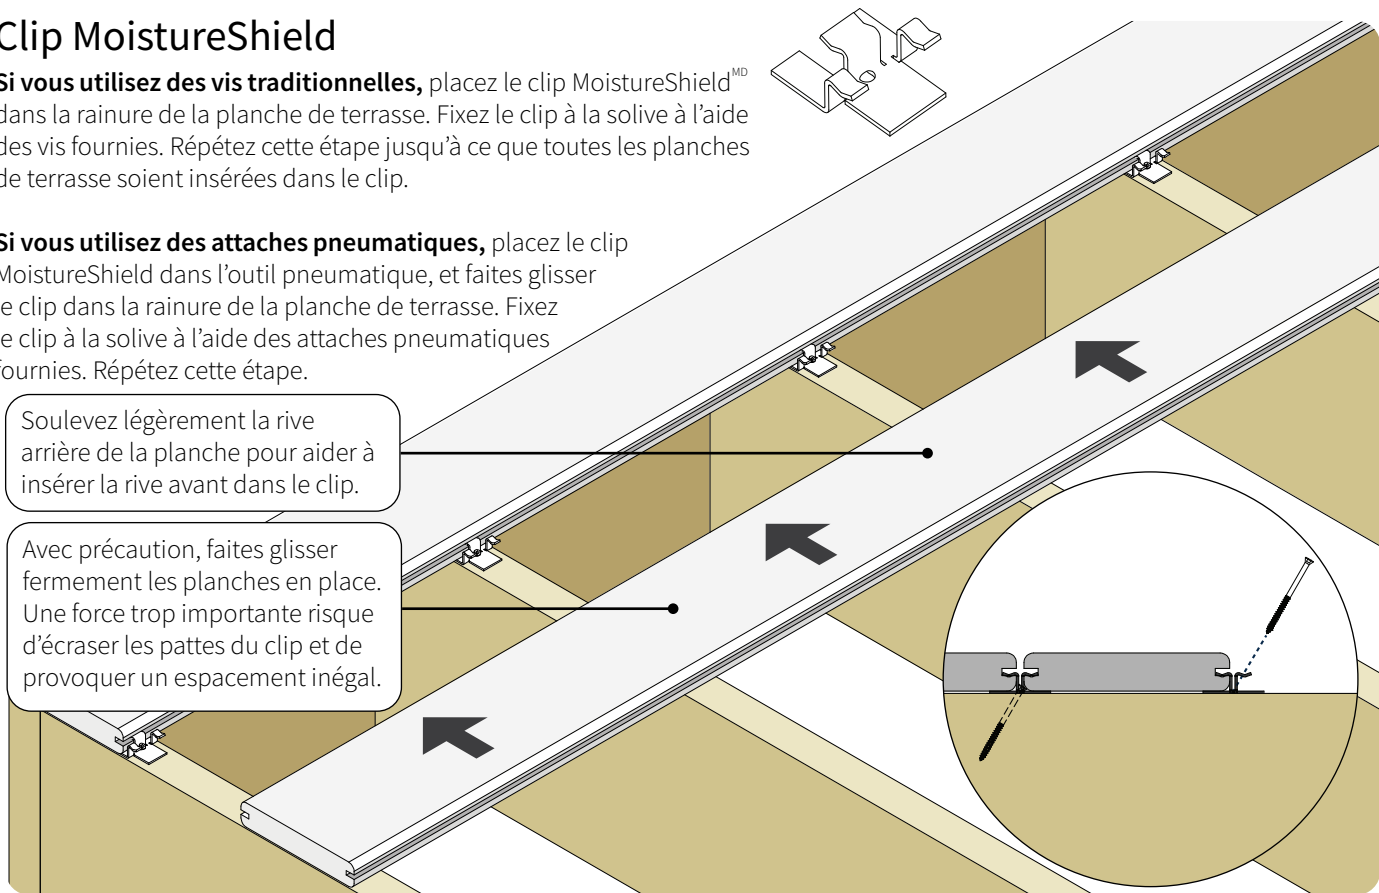 Clip MoistureShield
Si vous utilisez des vis traditionnelles, placez le clip MoistureShield MD
dans la rainure de la planche de terrasse. Fixez le clip à la solive à l’aide
des vis fournies. Répétez cette étape jusqu’à ce que toutes les planches
de terrasse soient insérées dans le clip.
Si vous utilisez des attaches pneumatiques, placez le clip
MoistureShield dans l’outil pneumatique, et faites glisser
le clip dans la rainure de la planche de terrasse. Fixez
le clip à la solive à l’aide des attaches pneumatiques
fournies. Répétez cette étape.
Soulevez légèrement la rive
arrière de la planche pour aider à
insérer la rive avant dans le clip.
Avec précaution, faites glisser
fermement les planches en place.
Une force trop importante risque
d’écraser les pattes du clip et de
provoquer un espacement inégal.